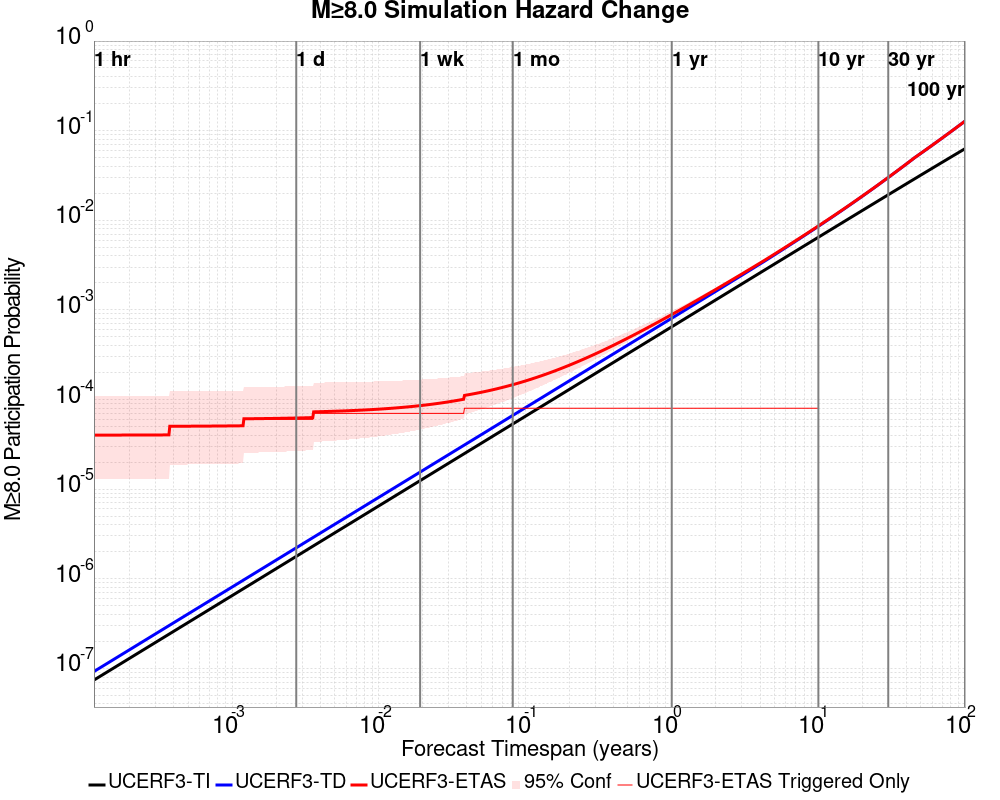 M≥8.0 Simulation Hazard Change
10^0
1 hr 1 d 1 wk 1 mo 1 yr 10 yr 30 yr
100 yr
10^-1
10^-2
10^-3
10^-4
10^-5
10^-6
10^-7
M≥8.0 Participation Probability
10^-3 10^-2 10^-1 10^0 10^1 10^2
Forecast Timespan (years)
UCERF3-TI UCERF3-TD UCERF3-ETAS 95% Conf UCERF3-ETAS Triggered Only